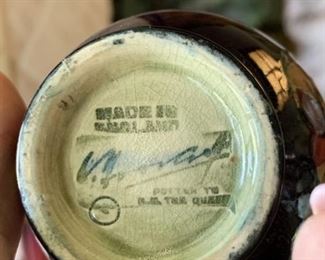 MADE IN
ENGLAND
POTTER TO
H.M. THE QUEEN